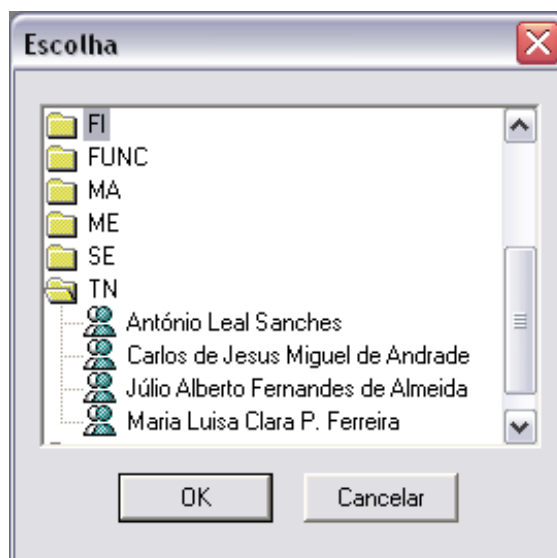 Escolha
FI
FUNC
MA
ME
SE
TN
António Leal Sanches
Carlos de Jesus Miguel de Andrade
Júlio Alberto Fernandes de Almeida
Maria Luisa Clara P. Ferreira
OK Cancelar